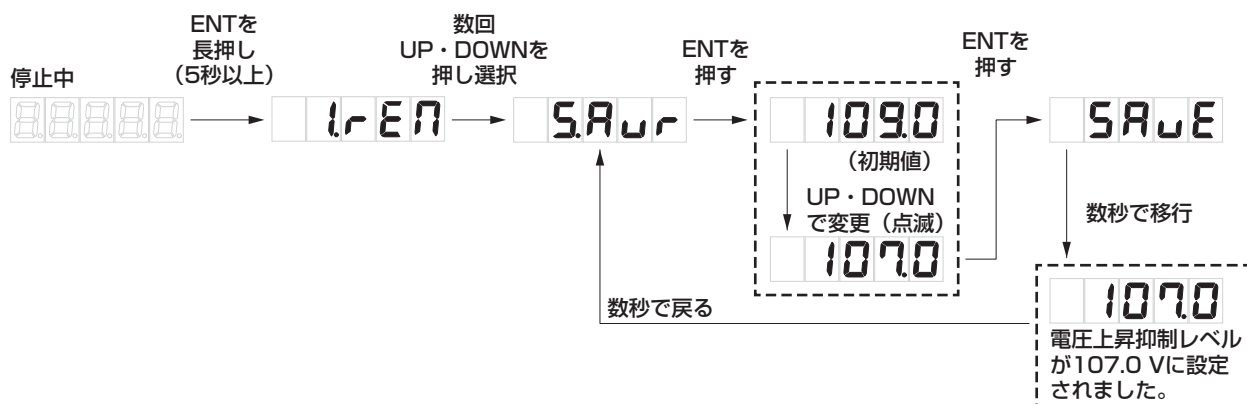 停止中
ENTを
長押し
(5秒以上)
1.rEM
数回
UP・DOWNを
押し選択
S.Avr
ENTを
押す
109.0
(初期値)
UP・DOWN
で変更(点滅)
107.0
ENTを
押す
SAvE
数秒で移行
107.0
電圧上昇抑制レベル
が107.0 Vに設定
されました。
数秒で戻る